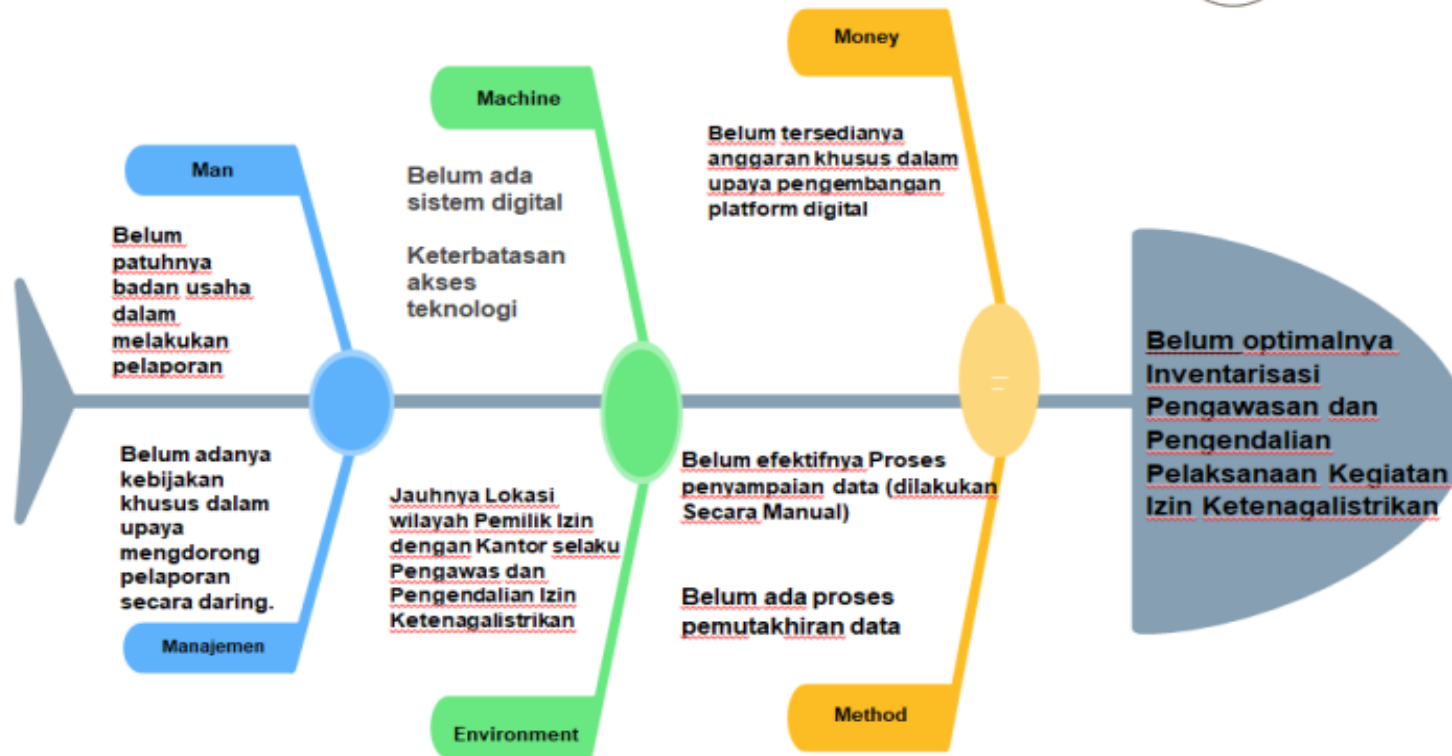 Money
Machine
Man
Belum tersedianya
anggaran khusus dalam
upaya pengembangan
platform digital
Belum ada
sistem digital
Keterbatasan
akses
teknologi
Belum
patuhnya
badan usaha
dalam
melakukan
pelaporan
Belum optimalnya
Inventarisasi
Pengawasan dan
Pengendalian
Pelaksanaan Kegiatan
Izin Ketenagalistrikan
Belum adanya
kebijakan
khusus dalam
upaya
mengdorong
pelaporan
secara daring.
Jauhnya Lokasi
wilayah Pemilik Izin
dengan Kantor selaku
Pengawas dan
Pengendalian Izin
Ketenagalistrikan
Belum efektifnya Proses
penyampaian data (dilakukan
Secara Manual)
Belum ada proses
pemutakhiran data
Manajemen
Environment
Method